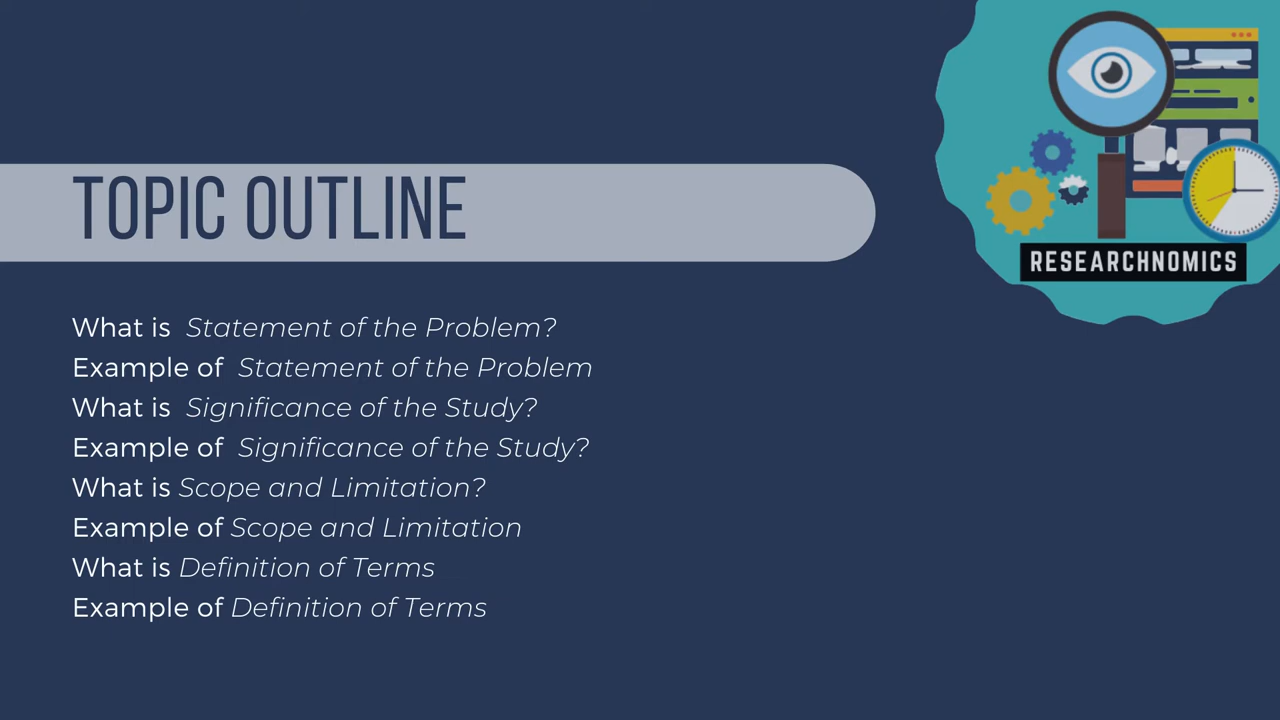 TOPIC OUTLINE
RESEARCHNOMICS
What is Statement of the Problem?
Example of Statement of the Problem
What is Significance of the Study?
Example of Significance of the Study?
What is Scope and Limitation?
Example of Scope and Limitation
What is Definition of Terms
Example of Definition of Terms